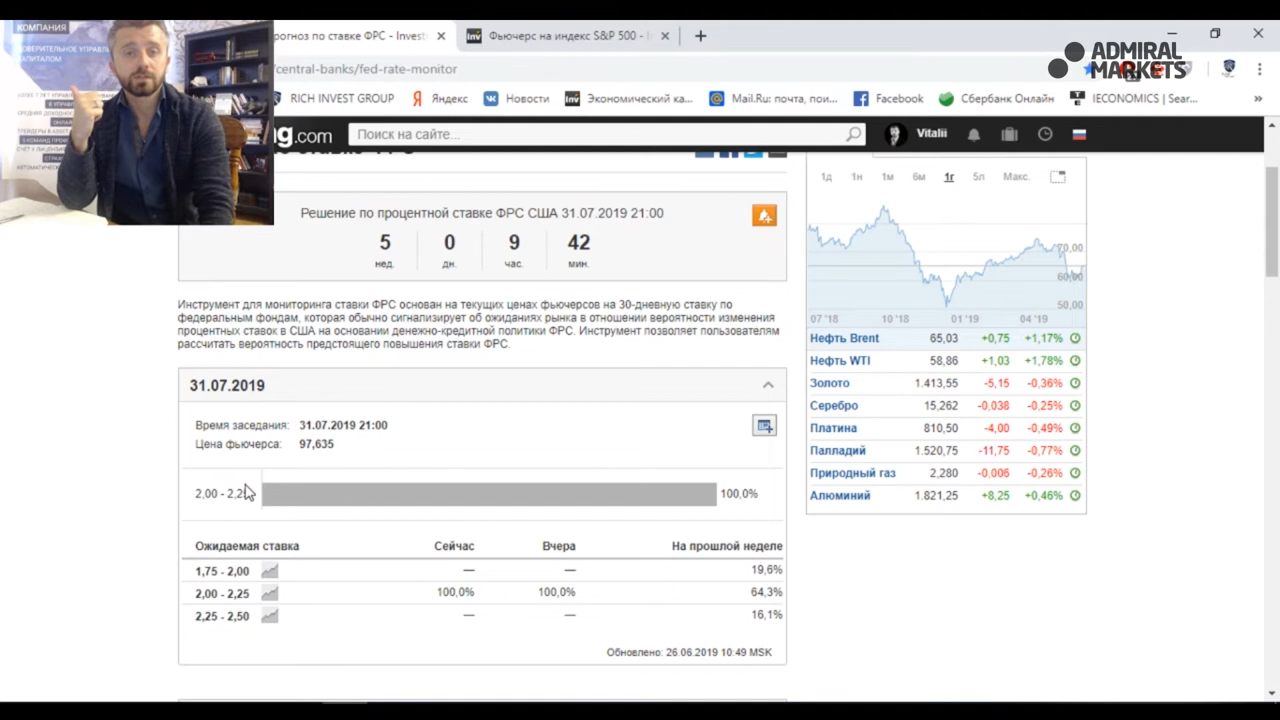 КОМПАНИЯ
прогноз по ставке ФРС - Invest
Фьючерс на индекс S&P 500 - I
ADMIRAL
MARKETS
/central-banks/fed-rate-monitor
RICH INVEST GROUP
Яндекс
Новости
Экономический ка...
Mail.Ru: почта, пои...
Facebook
Сбербанк Онлайн
IECONOMICS | Sear...
ng.com
Поиск на сайте...
Vitalii
Решение по процентной ставке ФРС США 31.07.2019 21:00
5 0 9 42
нед. дн. час. мин.
Инструмент для мониторинга ставки ФРС основан на текущих ценах фьючерсов на 30-дневную ставку по
федеральным фондам, которая обычно сигнализирует об ожиданиях рынка в отношении вероятности изменения
процентных ставок в США на основании денежно-кредитной политики ФРС. Инструмент позволяет пользователям
рассчитать вероятность предстоящего повышения ставки ФРС.
31.07.2019
Время заседания: 31.07.2019 21:00
Цена фьючерса: 97,635
2,00 - 2,2 100,0%
Ожидаемая ставка Сейчас Вчера На прошлой неделе
1,75 - 2,00 — — 19,6%
2,00 - 2,25 100,0% 100,0% 64,3%
2,25 - 2,50 — — 16,1%
Обновлено: 26.06.2019 10:49 MSK
1д 1н 1м 6м 1г 5л Макс.
70,00
60,00
50,00
07 '18 10 '18 01 '19 04 '19
Нефть Brent 65,03 +0,75 +1,17%
Нефть WTI 58,86 +1,03 +1,78%
Золото 1.413,55 -5,15 -0,36%
Серебро 15,262 -0,038 -0,25%
Платина 810,50 -4,00 -0,49%
Палладий 1.520,75 -11,75 -0,77%
Природный газ 2,280 -0,006 -0,26%
Алюминий 1.821,25 +8,25 +0,46%